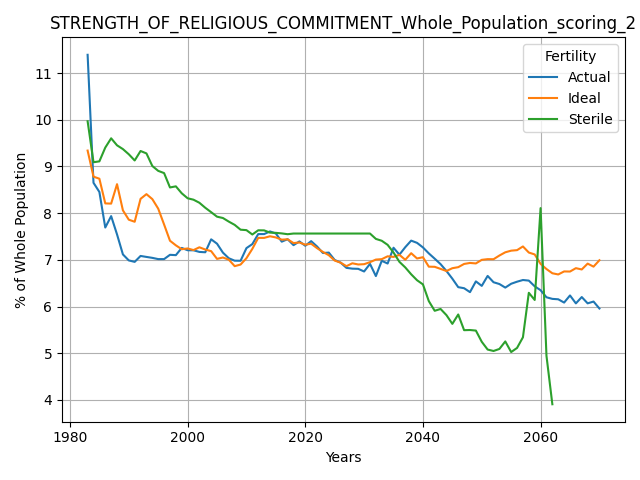 STRENGTH_OF_RELIGIOUS_COMMITMENT_Whole_Population_scoring_2
Fertility
Actual
Ideal
Sterile
% of Whole Population
11
10
9
8
7
6
5
4
1980 2000 2020 2040 2060
Years